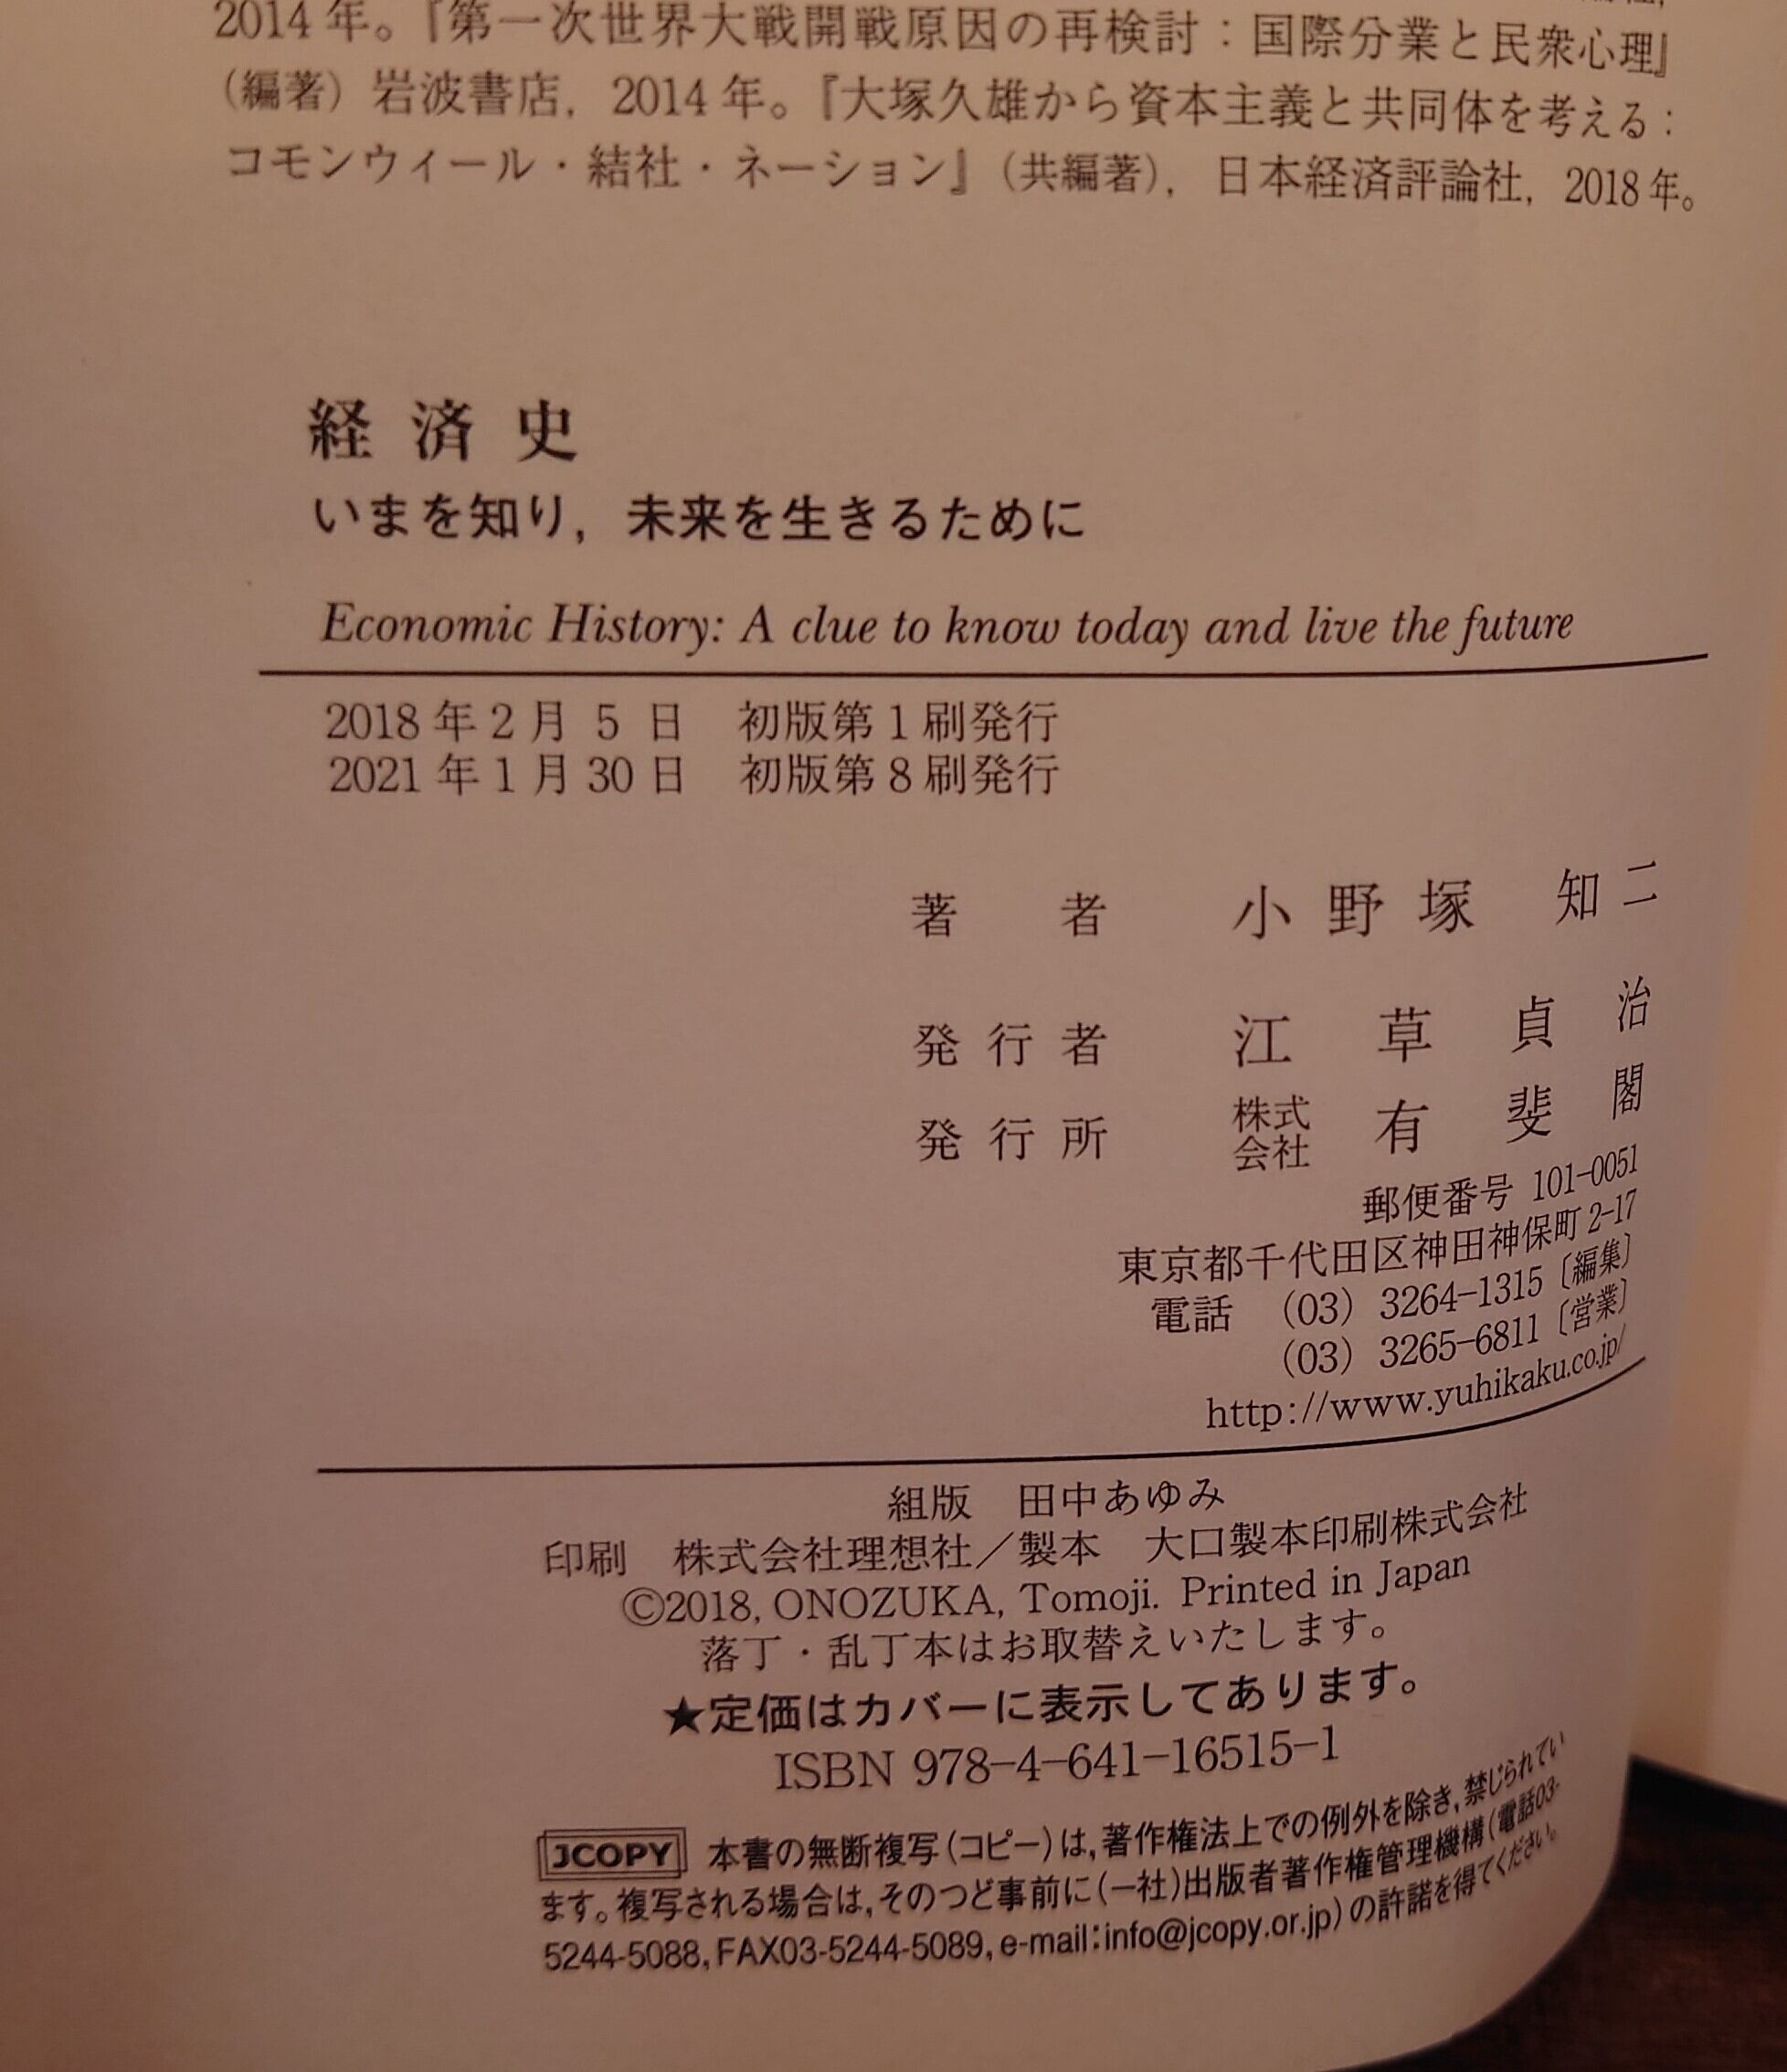 2014年。『第一次世界大戦開戦原因の再検討：国際分業と民衆心理』
（編著）岩波書店，2014年。『大塚久雄から資本主義と共同体を考える：
コモンウィール・結社・ネーション』（共編著），日本経済評論社，2018年。
経済史
いまを知り，未来を生きるために
Economic History: A clue to know today and live the future
2018年2月5日　初版第1刷発行
2021年1月30日　初版第8刷発行
著者　小野塚　知二
発行者　江草貞治
発行所　株式会社　有斐閣
郵便番号 101-0051
東京都千代田区神田神保町2-17
電話　（03）3264-1315〔編集〕
（03）3265-6811〔営業〕
http://www.yuhikaku.co.jp/
組版　田中あゆみ
印刷　株式会社理想社／製本　大口製本印刷株式会社
©2018, ONOZUKA, Tomoji. Printed in Japan
落丁・乱丁本はお取替えいたします。
★定価はカバーに表示してあります。
ISBN 978-4-641-16515-1
JCOPY 本書の無断複写（コピー）は，著作権法上での例外を除き，禁じられてい
ます。複写される場合は，そのつど事前に（一社）出版者著作権管理機構（電話03-
5244-5088，FAX03-5244-5089，e-mail：info@jcopy.or.jp）の許諾を得てください。